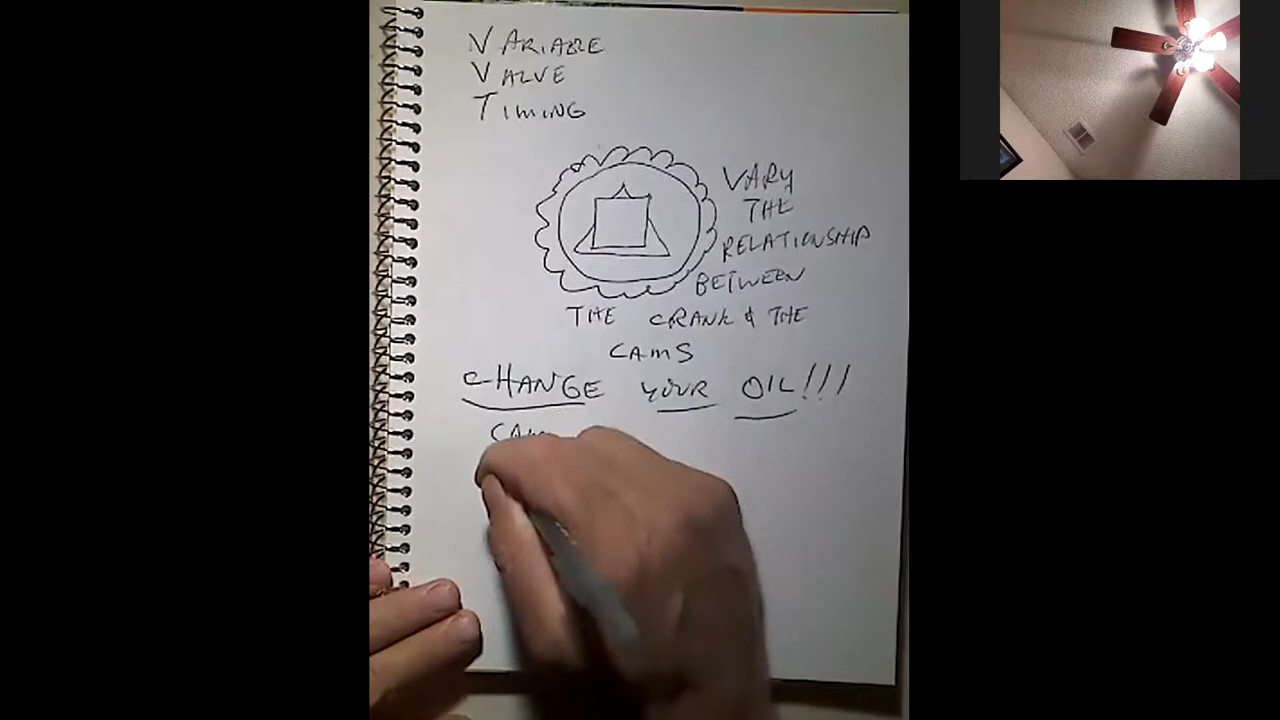 VARIABLE
VALVE
TIMING
VARY
THE
RELATIONSHIP
BETWEEN
THE CRANK & THE
CAMS
CHANGE YOUR OIL!!!